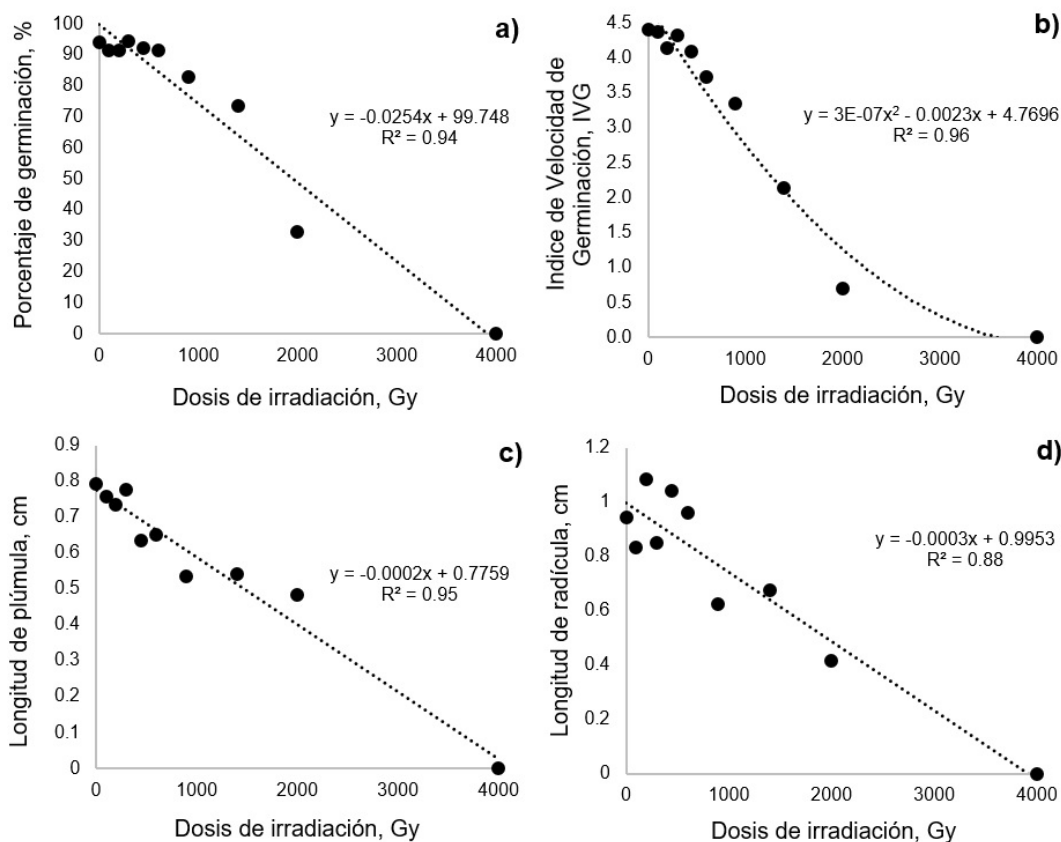 a)
Porcentaje de germinación, %
100
90
80
70
60
50
40
30
20
10
0
y = -0.0254x + 99.748
R² = 0.94
0 1000 2000 3000 4000
Dosis de irradiación, Gy
b)
Indice de Velocidad de
Germinación, IVG
4.5
4.0
3.5
3.0
2.5
2.0
1.5
1.0
0.5
0.0
y = 3E-07x² - 0.0023x + 4.7696
R² = 0.96
0 1000 2000 3000 4000
Dosis de irradiación, Gy
c)
Longitud de plúmula, cm
0.9
0.8
0.7
0.6
0.5
0.4
0.3
0.2
0.1
0
y = -0.0002x + 0.7759
R² = 0.95
0 1000 2000 3000 4000
Dosis de irradiación, Gy
d)
Longitud de radícula, cm
1.2
1
0.8
0.6
0.4
0.2
0
y = -0.0003x + 0.9953
R² = 0.88
0 1000 2000 3000 4000
Dosis de irradiación, Gy